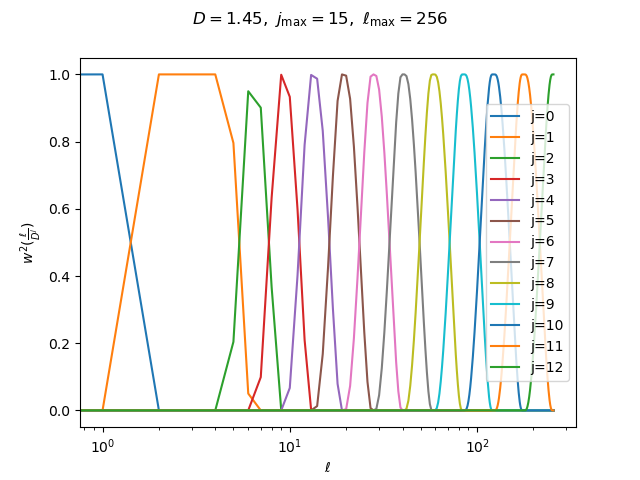 D = 1.45, j_max = 15, ℓ_max = 256
w²(ℓ/Dʲ)
1.0
0.8
0.6
0.4
0.2
0.0
10⁰
10¹
10²
ℓ
j=0
j=1
j=2
j=3
j=4
j=5
j=6
j=7
j=8
j=9
j=10
j=11
j=12